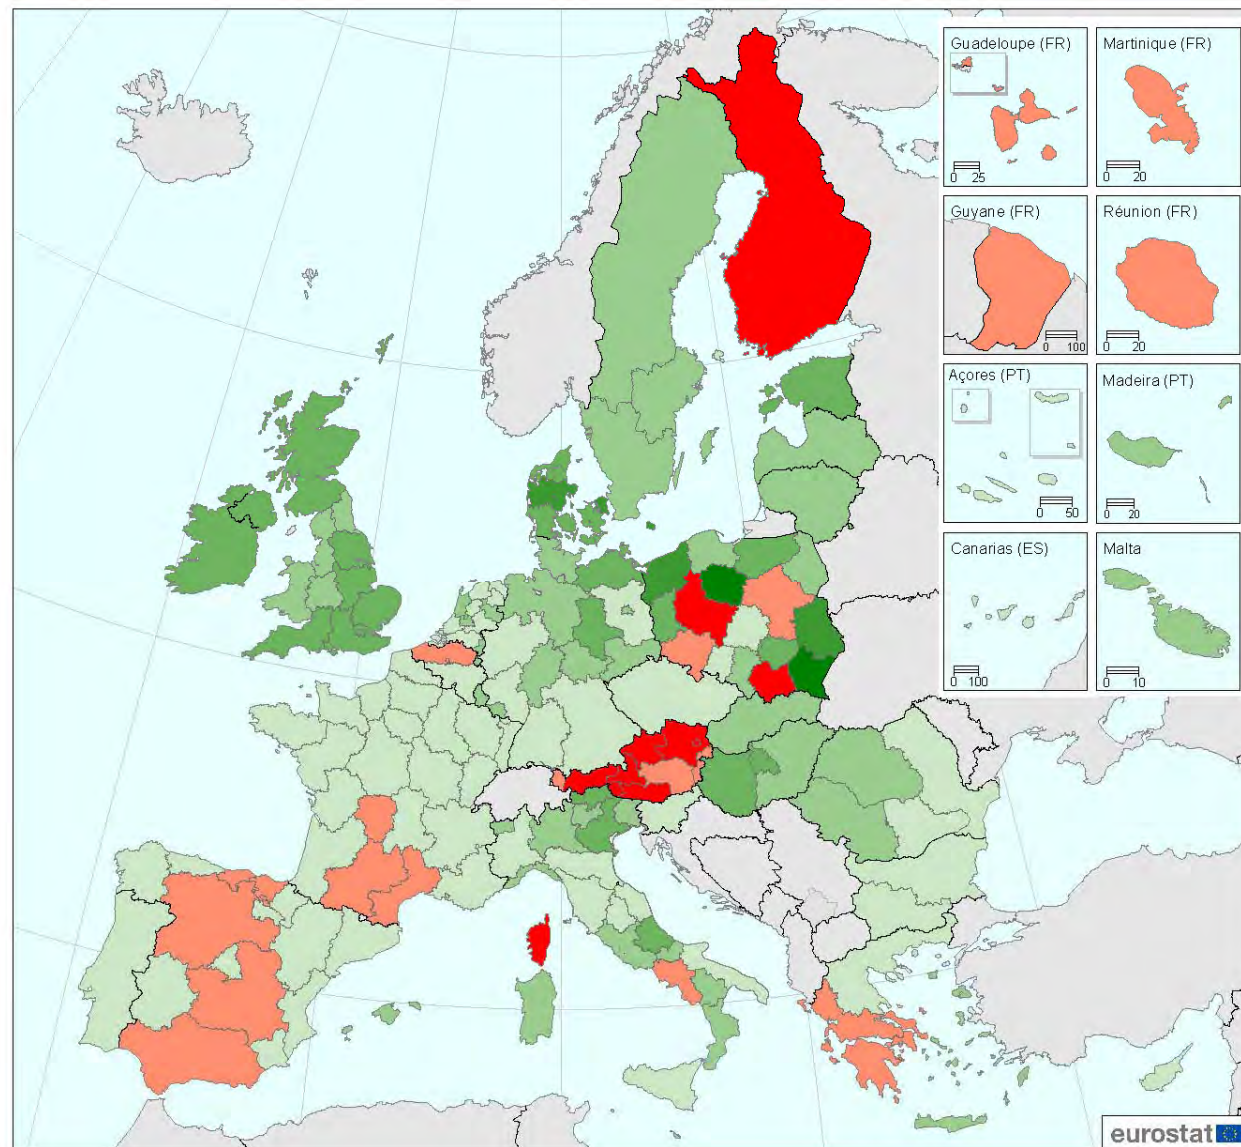 Guadeloupe (FR)
0 25
Martinique (FR)
0 20
Guyane (FR)
0 100
Réunion (FR)
0 20
Açores (PT)
0 50
Madeira (PT)
0 20
Canarias (ES)
0 100
Malta
0 10
eurostat